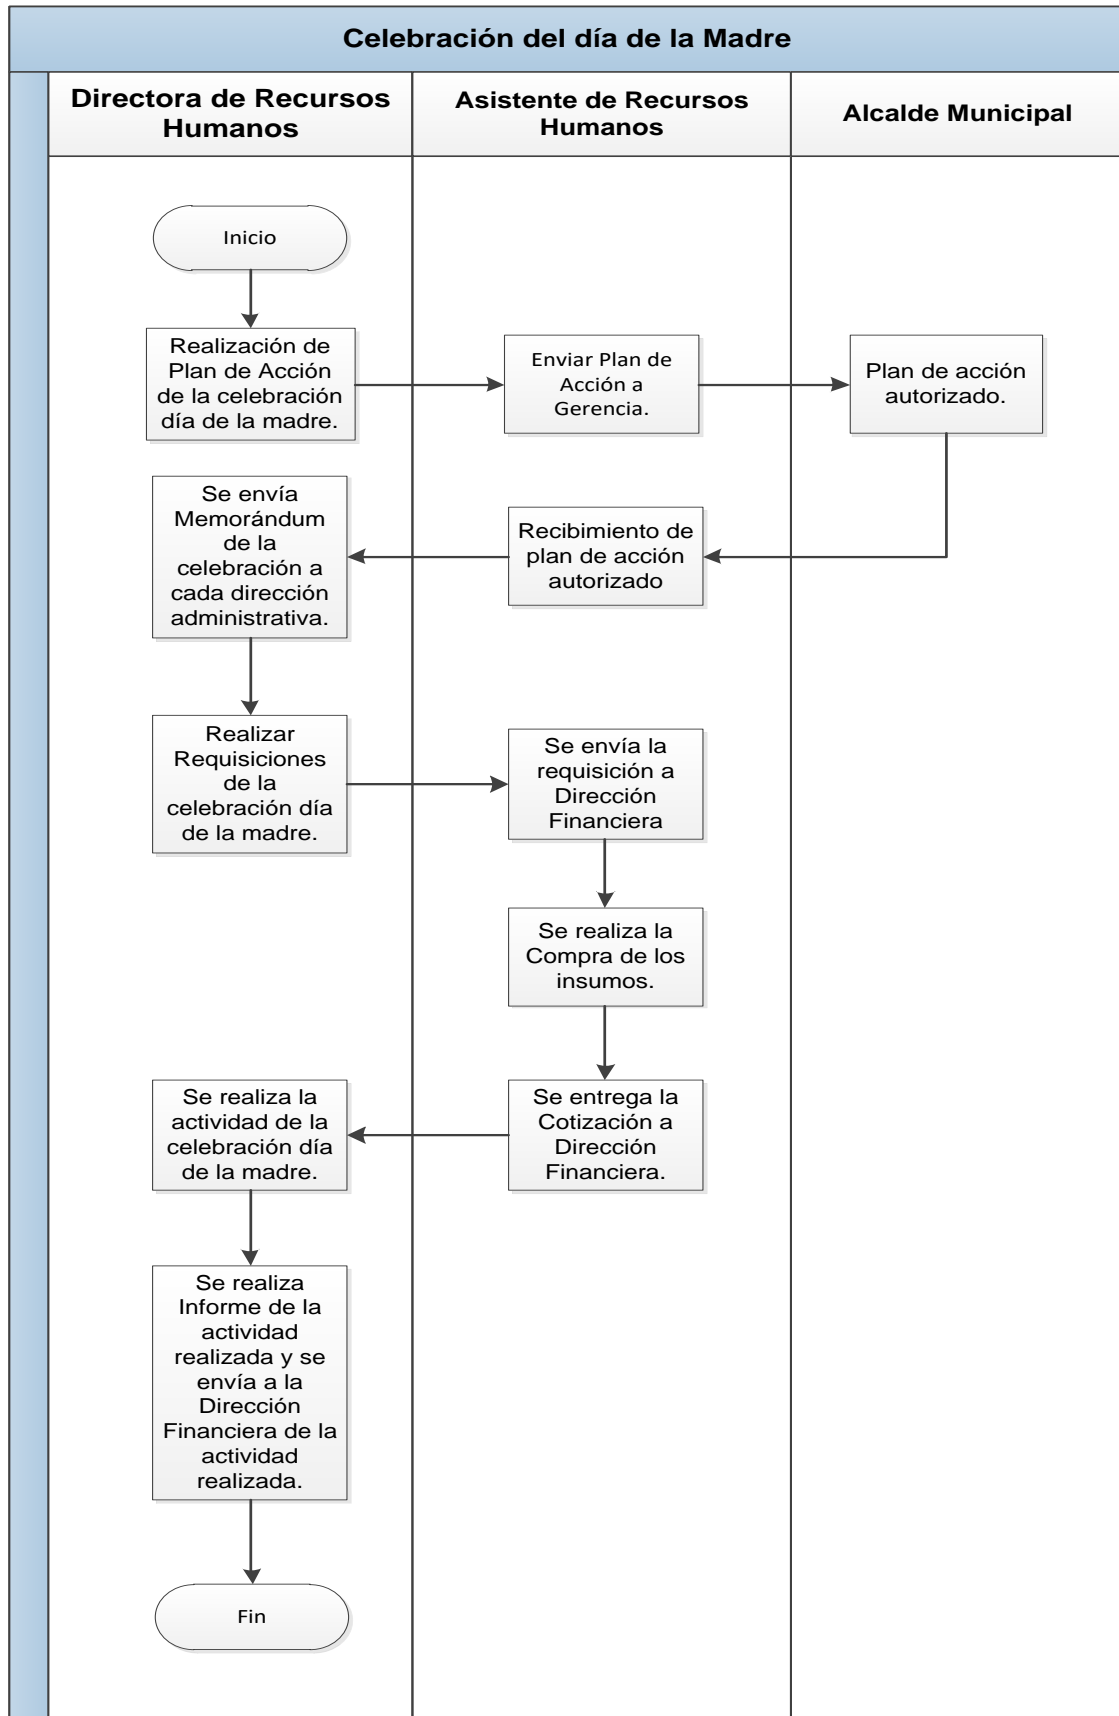 Celebración del día de la Madre
Directora de Recursos
Humanos
Asistente de Recursos
Humanos
Alcalde Municipal
Inicio
Realización de
Plan de Acción
de la celebración
día de la madre.
Enviar Plan de
Acción a
Gerencia.
Plan de acción
autorizado.
Recibimiento de
plan de acción
autorizado
Se envía
Memorándum
de la
celebración a
cada dirección
administrativa.
Realizar
Requisiciones
de la
celebración día
de la madre.
Se envía la
requisición a
Dirección
Financiera
Se realiza la
Compra de los
insumos.
Se entrega la
Cotización a
Dirección
Financiera.
Se realiza la
actividad de la
celebración día
de la madre.
Se realiza
Informe de la
actividad
realizada y se
envía a la
Dirección
Financiera de la
actividad
realizada.
Fin